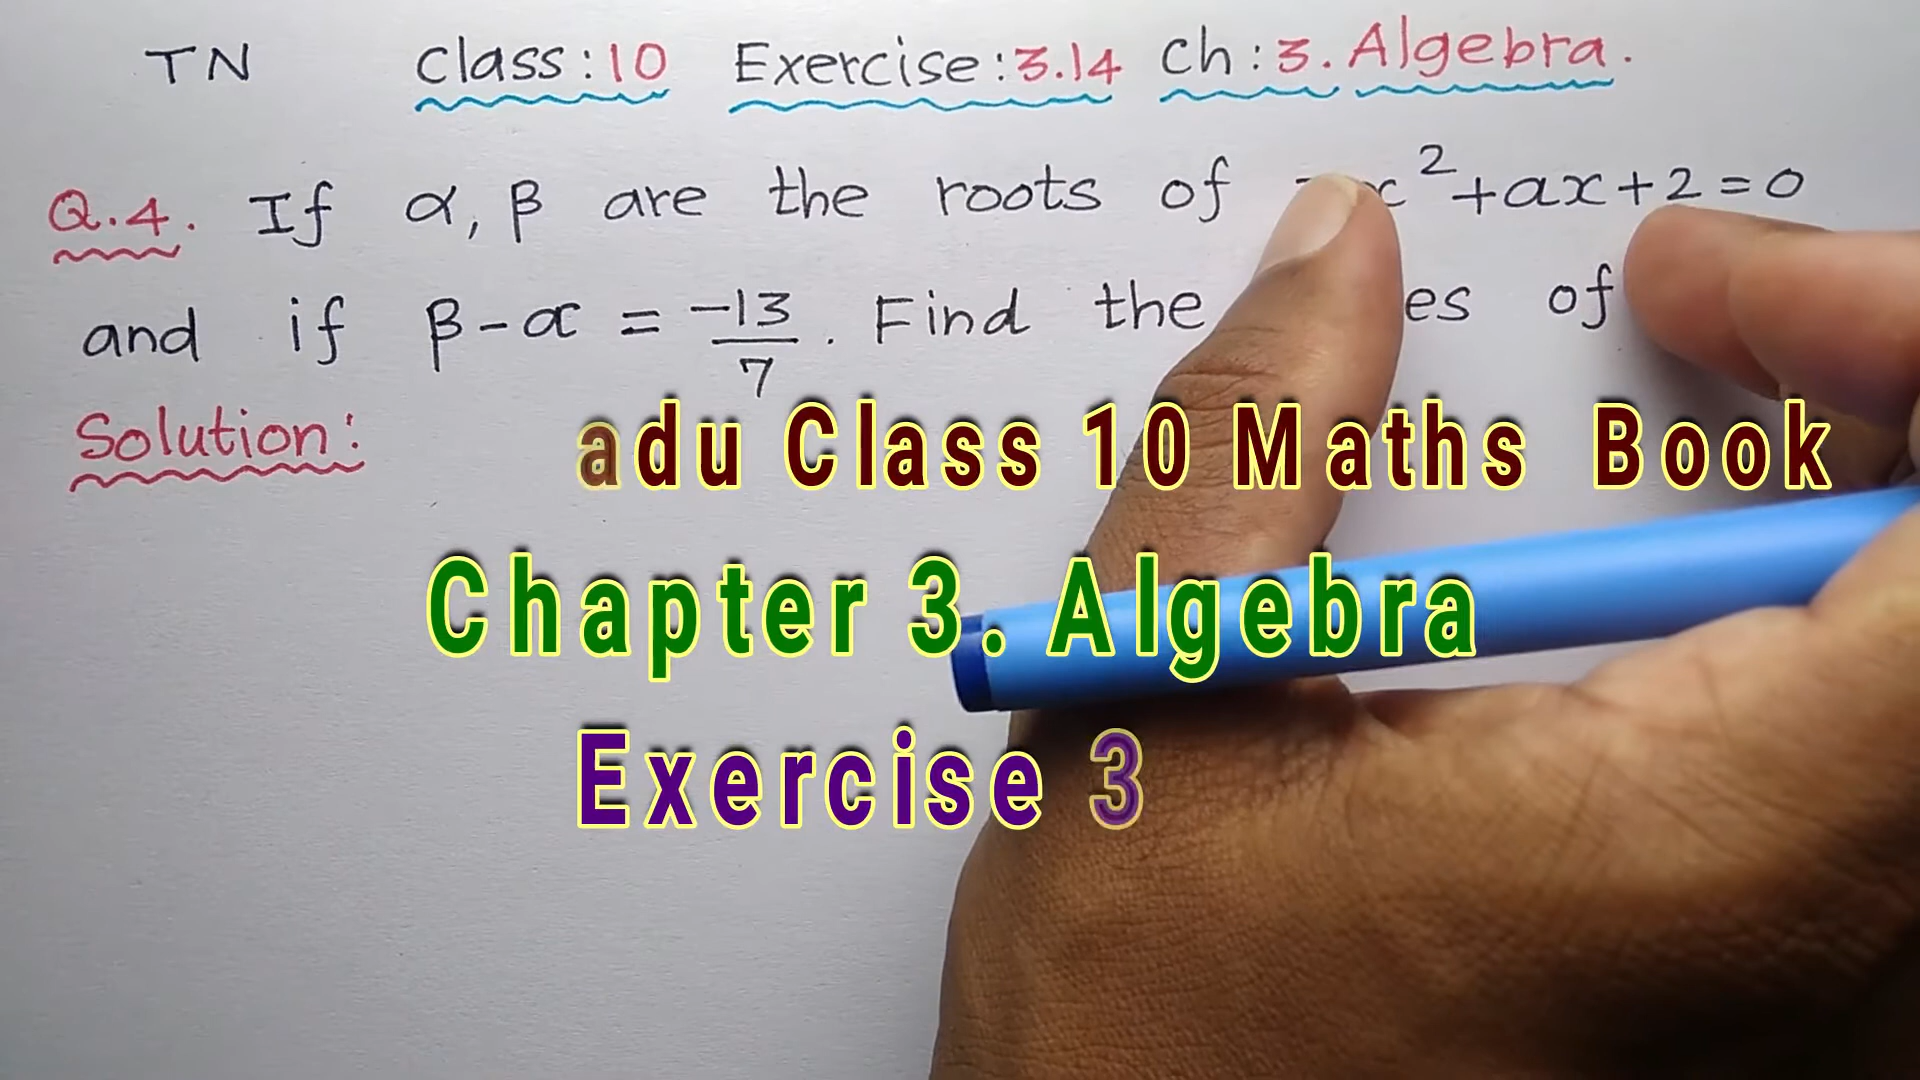 TN Class:10 Exercise:3.14 Ch:3. Algebra.
Q.4. If α, β are the roots of x²+ax+2=0
and if β-α = -13/7. Find the es of
Solution:
adu Class 10 Maths Book
Chapter 3. Algebra
Exercise 3